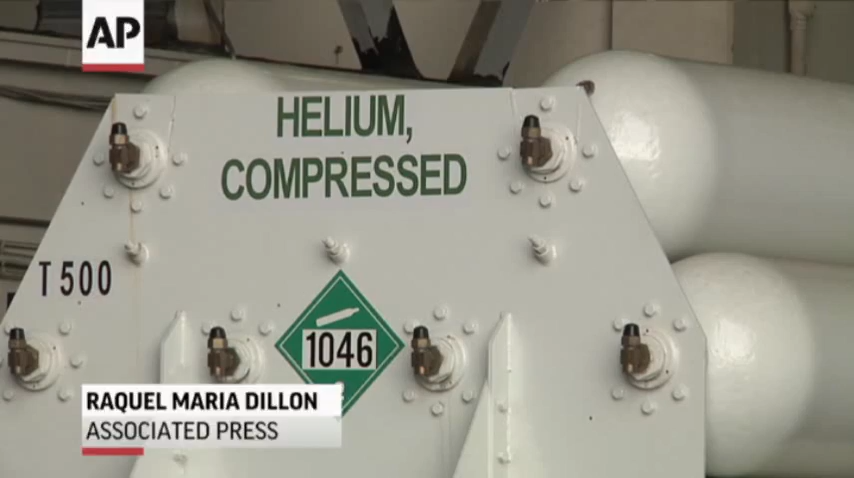 AP
HELIUM,
COMPRESSED
T 500
1046
RAQUEL MARIA DILLON
ASSOCIATED PRESS